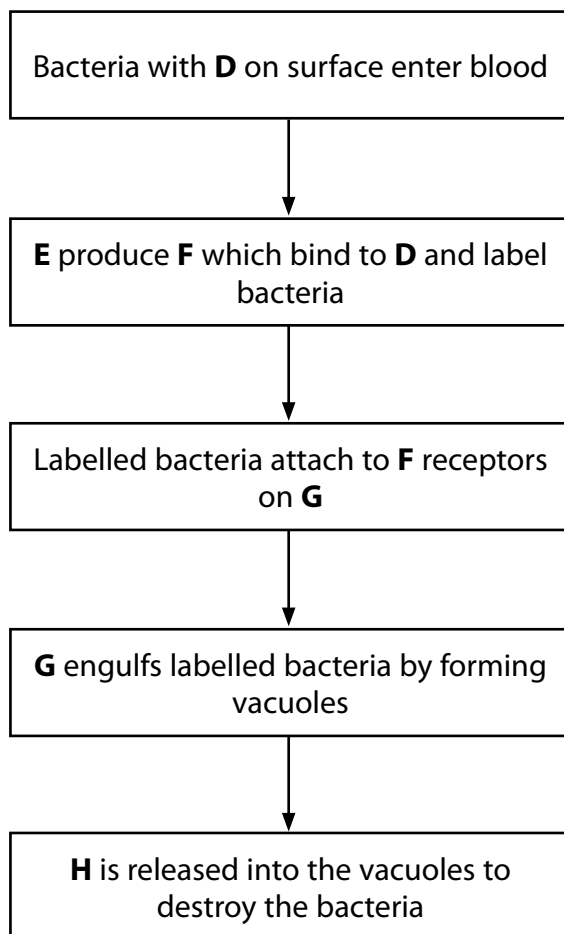 Bacteria with D on surface enter blood
E produce F which bind to D and label
bacteria
Labelled bacteria attach to F receptors
on G
G engulfs labelled bacteria by forming
vacuoles
H is released into the vacuoles to
destroy the bacteria